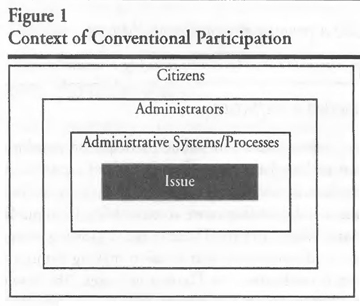 Figure 1
Context of Conventional Participation
Citizens
Administrators
Administrative Systems/Processes
Issue